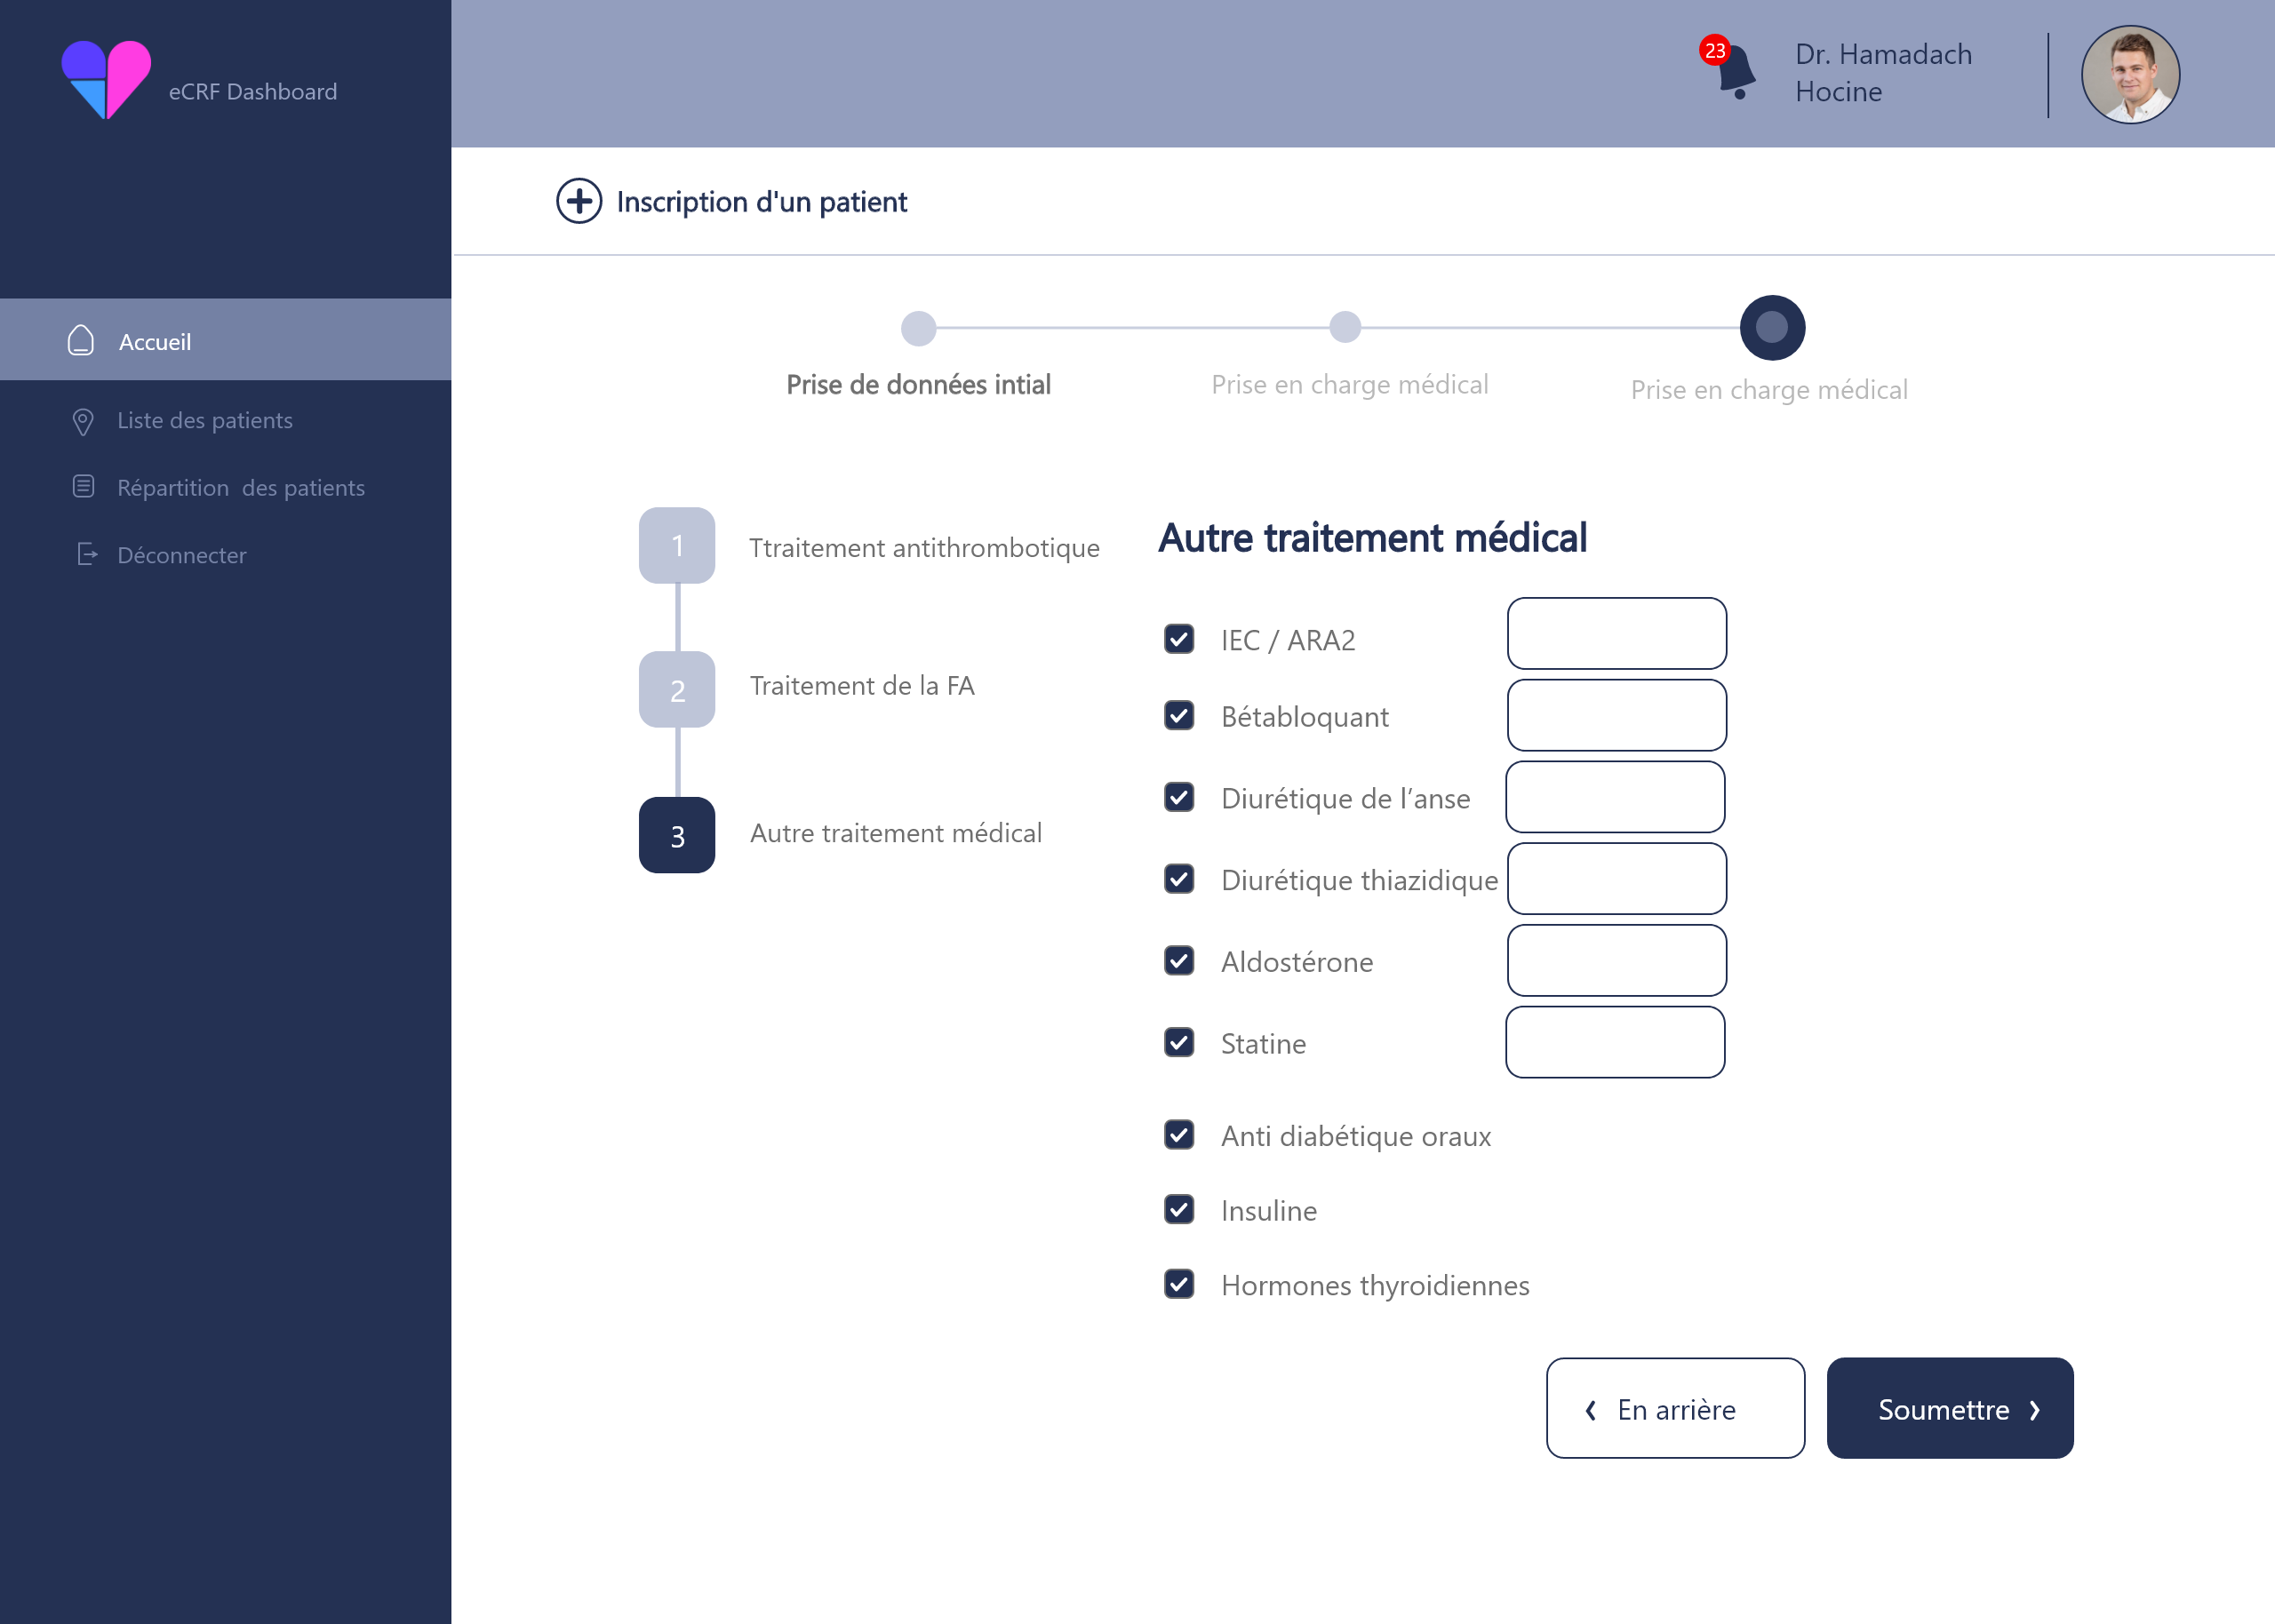 eCRF Dashboard
23
Dr. Hamadach
Hocine
Inscription d'un patient
Accueil
Liste des patients
Répartition  des patients
Déconnecter
Prise de données intial
Prise en charge médical
Prise en charge médical
1
Ttraitement antithrombotique
2
Traitement de la FA
3
Autre traitement médical
Autre traitement médical
IEC / ARA2
Bétabloquant
Diurétique de l’anse
Diurétique thiazidique
Aldostérone
Statine
Anti diabétique oraux
Insuline
Hormones thyroidiennes
En arrière
Soumettre